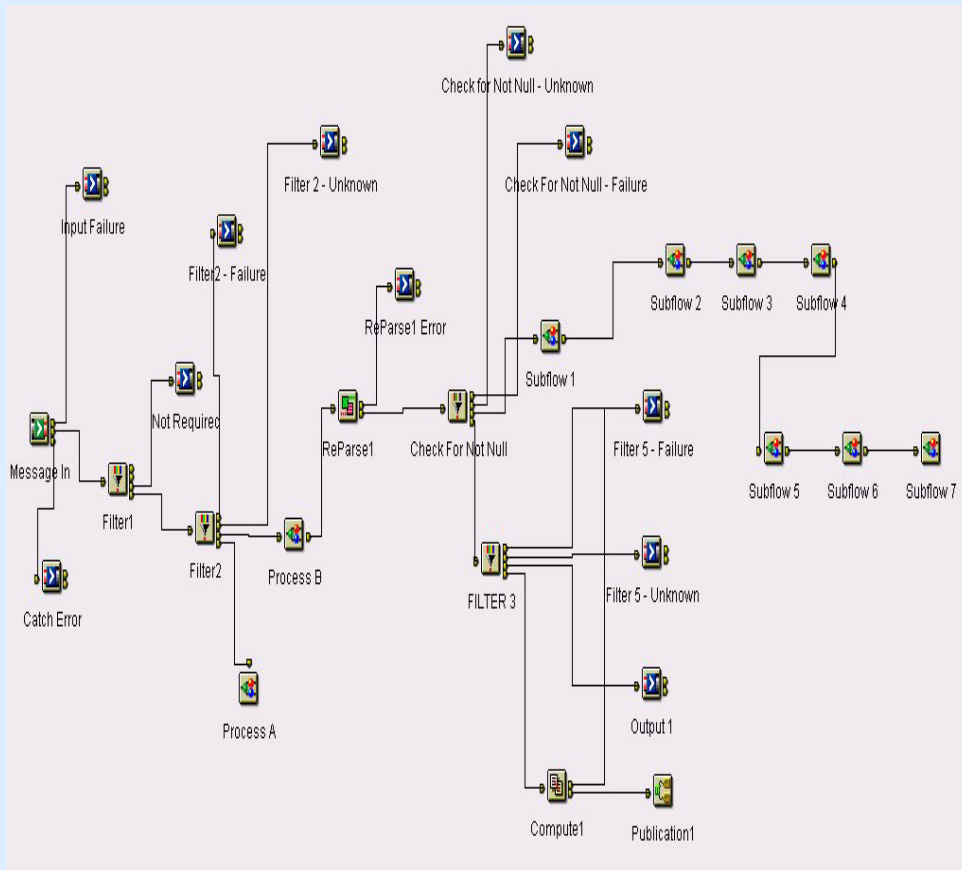 Check for Not Null - Unknown
Filter 2 - Unknown
Check For Not Null - Failure
Input Failure
Filter2 - Failure
Subflow 2
Subflow 3
Subflow 4
ReParse1 Error
Subflow 1
Not Required
ReParse1
Check For Not Null
Filter 5 - Failure
Message In
Subflow 5
Subflow 6
Subflow 7
Filter1
Filter2
Process B
FILTER 3
Filter 5 - Unknown
Catch Error
Process A
Output 1
Compute1
Publication1